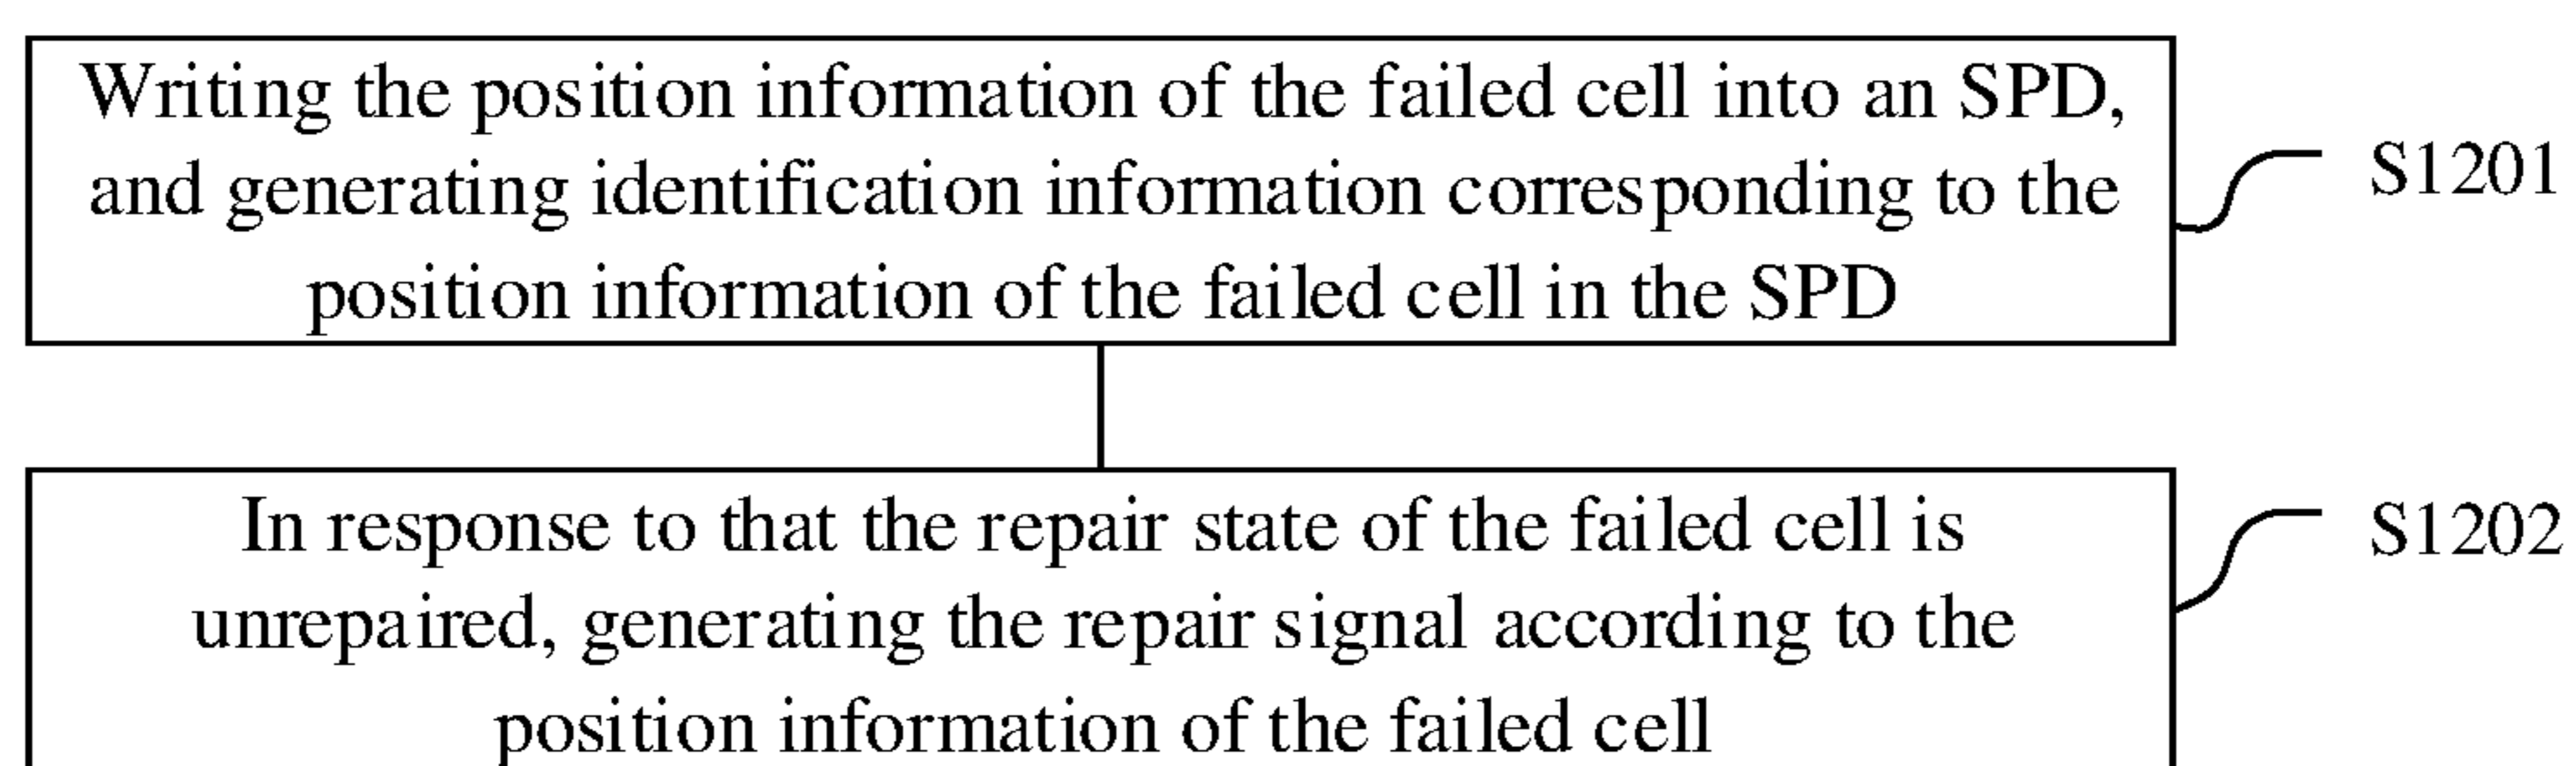 Writing the position information of the failed cell into an SPD,
and generating identification information corresponding to the
position information of the failed cell in the SPD
S1201
In response to that the repair state of the failed cell is
unrepaired, generating the repair signal according to the
position information of the failed cell
S1202